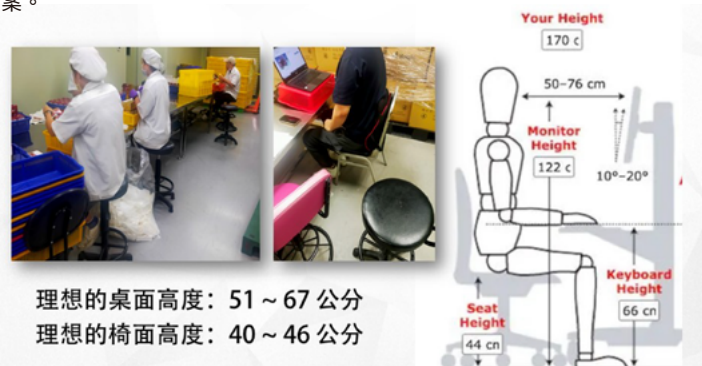 案。
Your Height
170 c
50–76 cm
Monitor
Height
122 c
10°–20°
Keyboard
Height
66 cn
Seat
Height
44 cn
理想的桌面高度：51 ~ 67 公分
理想的椅面高度：40 ~ 46 公分